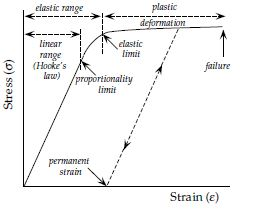 elastic range
plastic
deformation
linear
range
(Hooke's
law)
elastic
limit
proportionality
limit
failure
Stress (σ)
permanent
strain
Strain (ε)